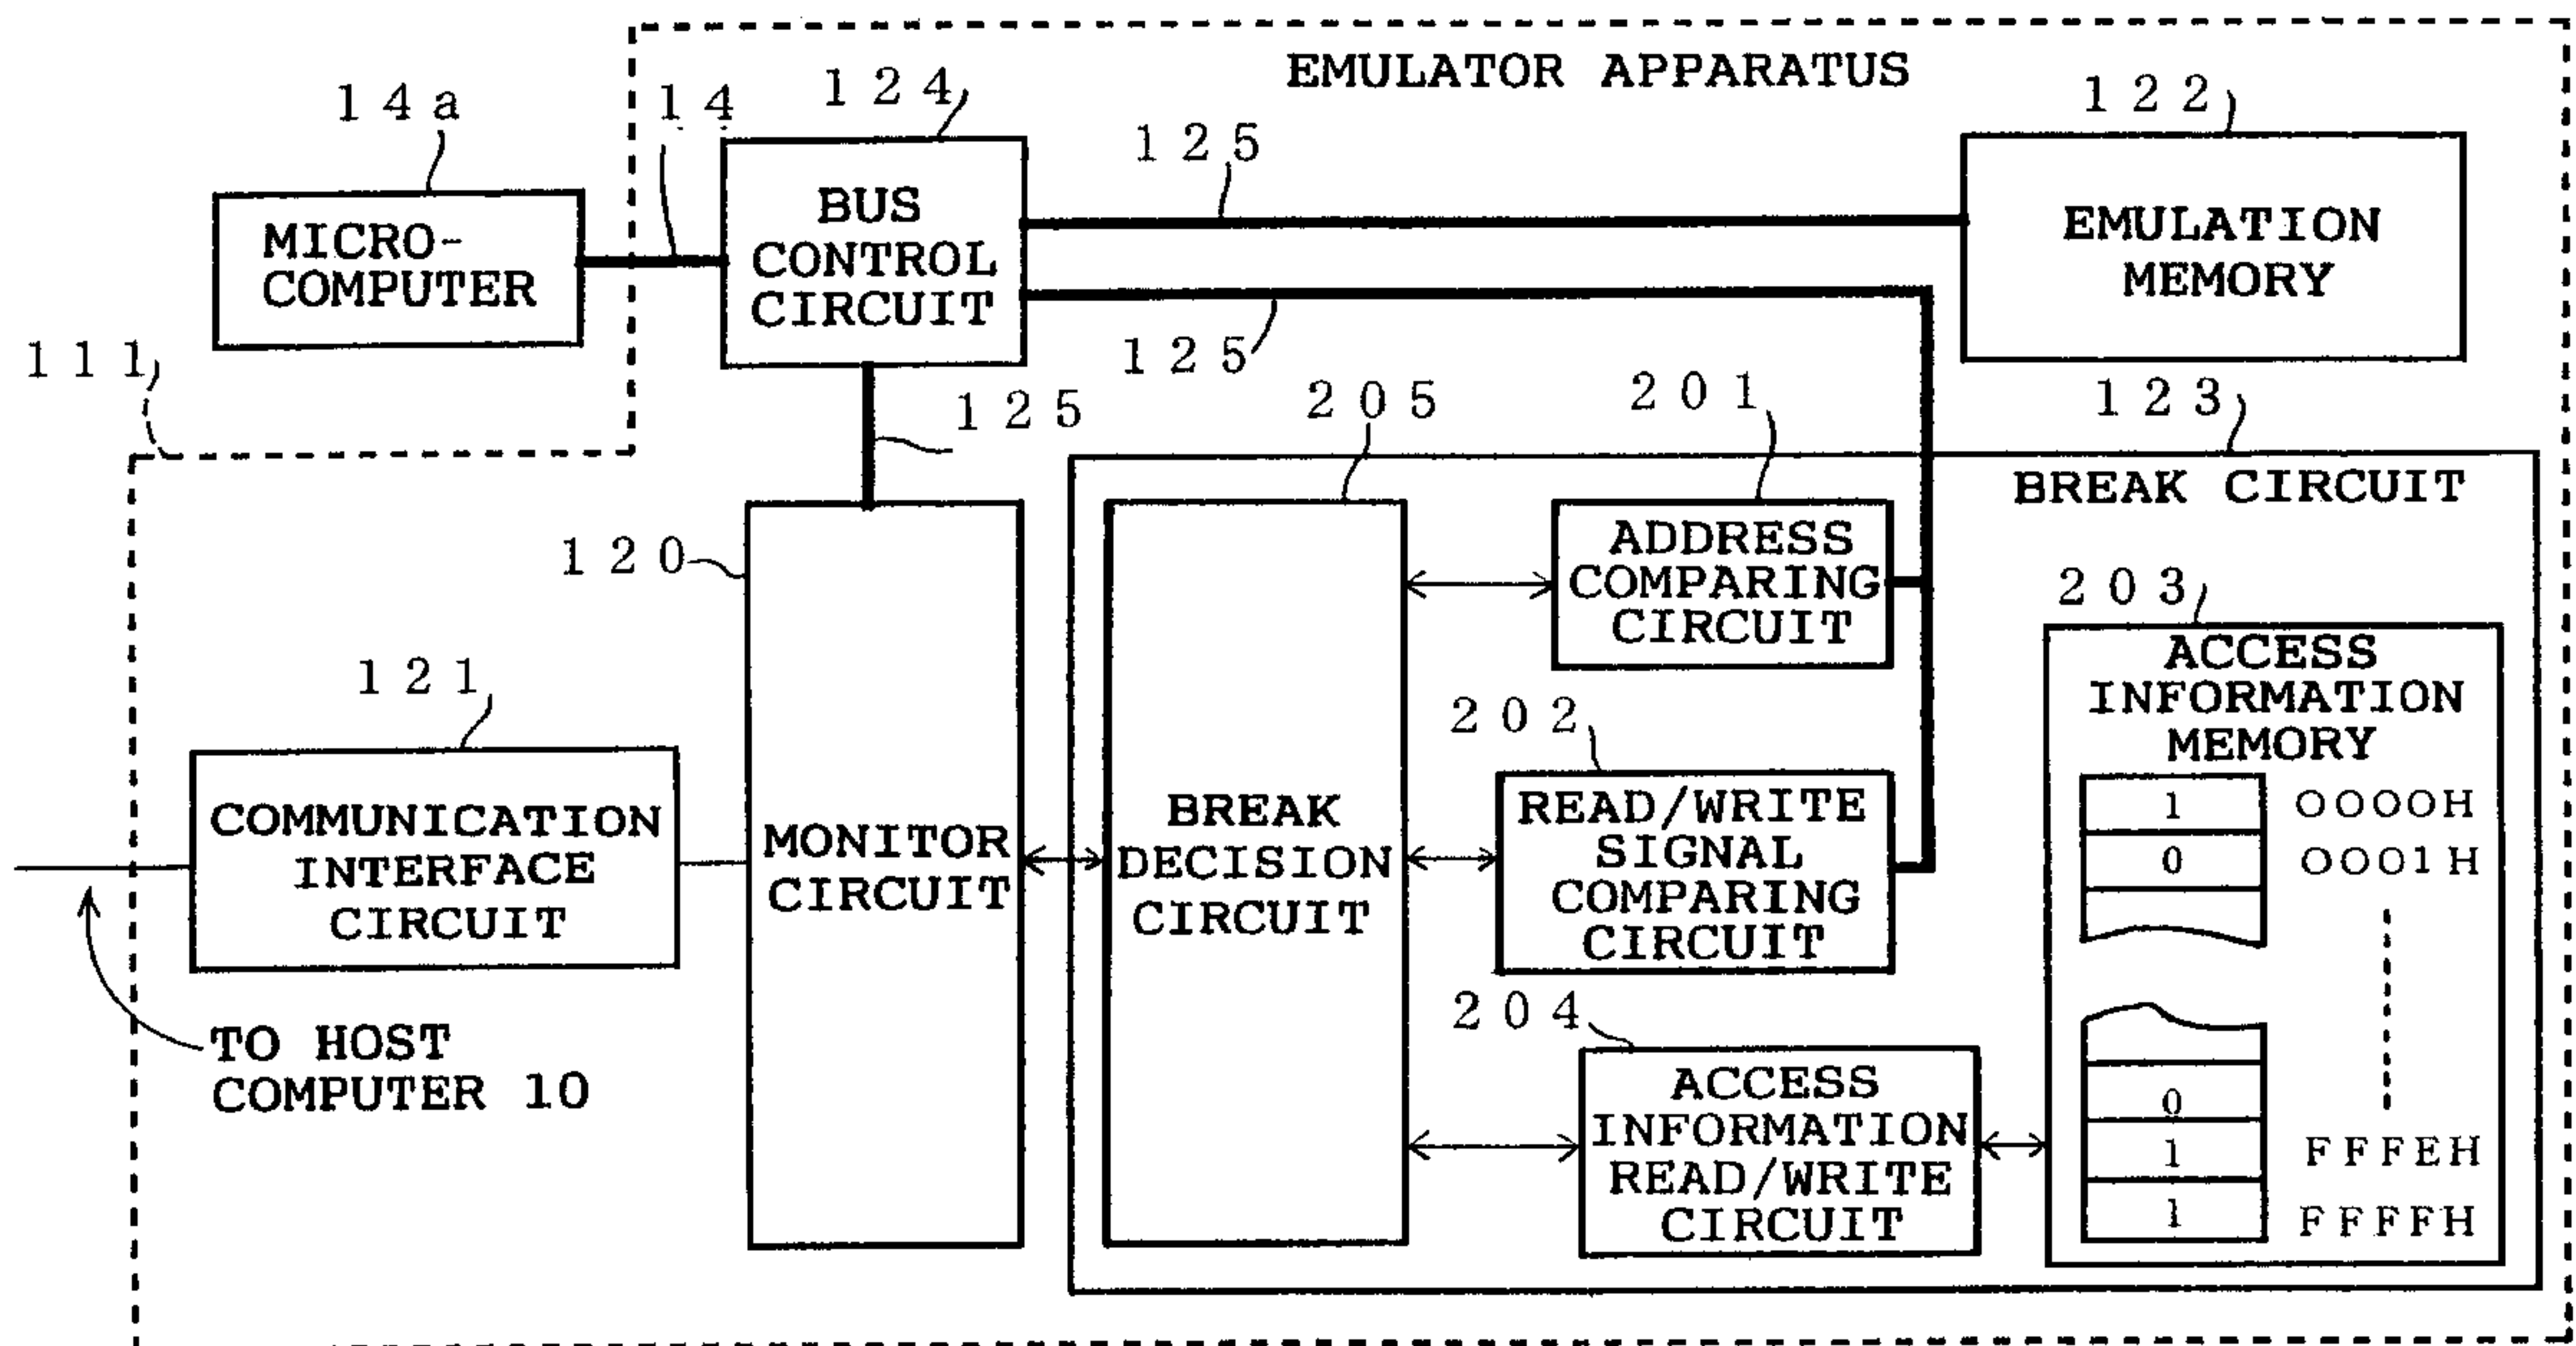 EMULATOR APPARATUS
14a
14
124
122
125
MICRO-
COMPUTER
BUS
CONTROL
CIRCUIT
EMULATION
MEMORY
111
125
125
205
201
123
BREAK CIRCUIT
120
ADDRESS
COMPARING
CIRCUIT
203
121
202
ACCESS
INFORMATION
MEMORY
1 0000H
0 0001H
COMMUNICATION
INTERFACE
CIRCUIT
MONITOR
CIRCUIT
BREAK
DECISION
CIRCUIT
READ/WRITE
SIGNAL
COMPARING
CIRCUIT
204
TO HOST
COMPUTER 10
ACCESS
INFORMATION
READ/WRITE
CIRCUIT
0
1 FFFEH
1 FFFFH